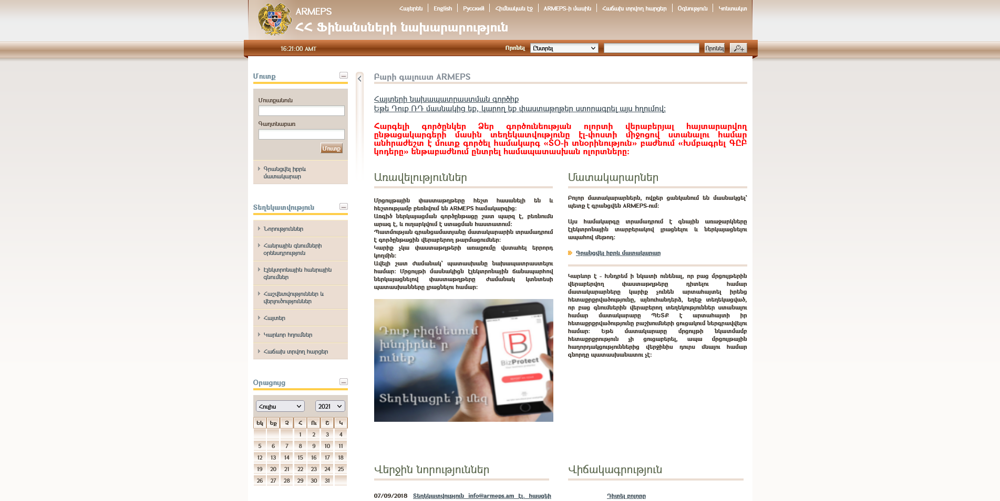 ARMEPS
ՀՀ Ֆինանսների նախարարություն
Հայերեն
English
Русский
Հիմնական էջ
ARMEPS-ի մասին
Հաճախ տրվող հարցեր
Օգնություն
Կոնտակտ
16:21:00 AMT
Որոնել
Ընտրել
Որոնել
Մուտք
Մուտքանուն
Գաղտնաբառ
Մուտք
Գրանցվել իբրև
մատակարար
Տեղեկատվություն
Նորություններ
Հանրային գնումների
օրենսդրություն
Էլեկտրոնային հանրային
գնումներ
Հաշվետվություններ և
վերլուծություններ
Հայտեր
Կարևոր հղումներ
Հաճախ տրվող հարցեր
Օրացույց
Հուլիս
2021
Եկ Եք Չ Հ Ու Շ Կ
1 2 3 4
5 6 7 8 9 10 11
12 13 14 15 16 17 18
19 20 21 22 23 24 25
26 27 28 29 30 31
Բարի գալուստ ARMEPS
Հայտերի նախապատրաստման գործիք
Եթե Դուք ՌԴ մասնակից եք, կարող եք փաստաթղթեր ստորագրել այս հղումով:
Հարգելի գործընկեր Ձեր գործունեության ոլորտի վերաբերյալ հայտարարվող
ընթացակարգերի մասին տեղեկատվությունը էլ-փոստի միջոցով ստանալու համար
անհրաժեշտ է մուտք գործել համակարգ «ՏՕ-ի տնօրինություն» բաժնում «Խմբագրել ԳԸԲ
կոդերը» ենթաբաժնում ընտրել համապատասխան ոլորտները:
Առավելություններ
Մրցույթային փաստաթղթերը հեշտ հասանելի են և
հեշտությամբ բեռնվում են ARMEPS համակարգից:
Առգիծ ներկայացման գործընթացը շատ պարզ է, բեռնումն
արագ է, և ուղարկվում է ստացման հաստատում:
Պատմության գրանցամատյանը մատակարարին տրամադրում
է գործընթացին վերաբերող թարմացումներ:
Կարիք չկա փաստաթղթերի առաքումը վստահել երրորդ
կողմին:
Ավելի շատ ժամանակ՝ պատասխանը նախապատրաստելու
համար: Մրցույթի մասնակիցն էլեկտրոնային ճանապարհով
ներկայացնելով փաստաթղթերը ժամանակ կտնտեսի
պատասխանները լրացնելու համար:
Դուք բիզնեսում
խնդիրնե՞ր
ունեք
BizProtect
Տեղեկացրե՛ք մեզ
Մատակարարներ
Բոլոր մատակարարներն, ովքեր ցանկանում են մասնակցել՝
պետք է գրանցվեն ARMEPS-ում:
Այս համակարգը տրամադրում է գնային առաջարկները
էլեկտրոնային տարբերակով լրացնելու և ներկայացնելու
ապահով մեթոդ:
Գրանցվել իբրև մատակարար
Կարևոր է - Խնդրեմ ի նկատի ունենալ, որ բաց մրցույթերին
վերաբերվող փաստաթղթերը դիտելու համար
մատակարարները կարիք չունեն արտահայտել իրենց
հետաքրքրվածությունը, այնուհանդերձ, եղեք տեղեկացված,
որ բաց գնումներին վերաբերող տեղեկություններ ստանալու
համար մատակարարը ՊԵՏՔ է արտահայտի իր
հետաքրքրվածությունը բաշխումների ցուցակում ներգրավվելու
համար: Եթե մատակարարը մրցույթի նկատմամբ
հետաքրքրություն չի ցուցաբերել, ապա մրցույթային
հաղորդակցություններից վերջինիս դուրս մնալու համար
գնորդը պատասխանատու չէ:
Վերջին նորություններ
07/09/2018 Տեղեկատվություն info@armeps.am էլ. հասցեի
Վիճակագրություն
Դիտել բոլորը